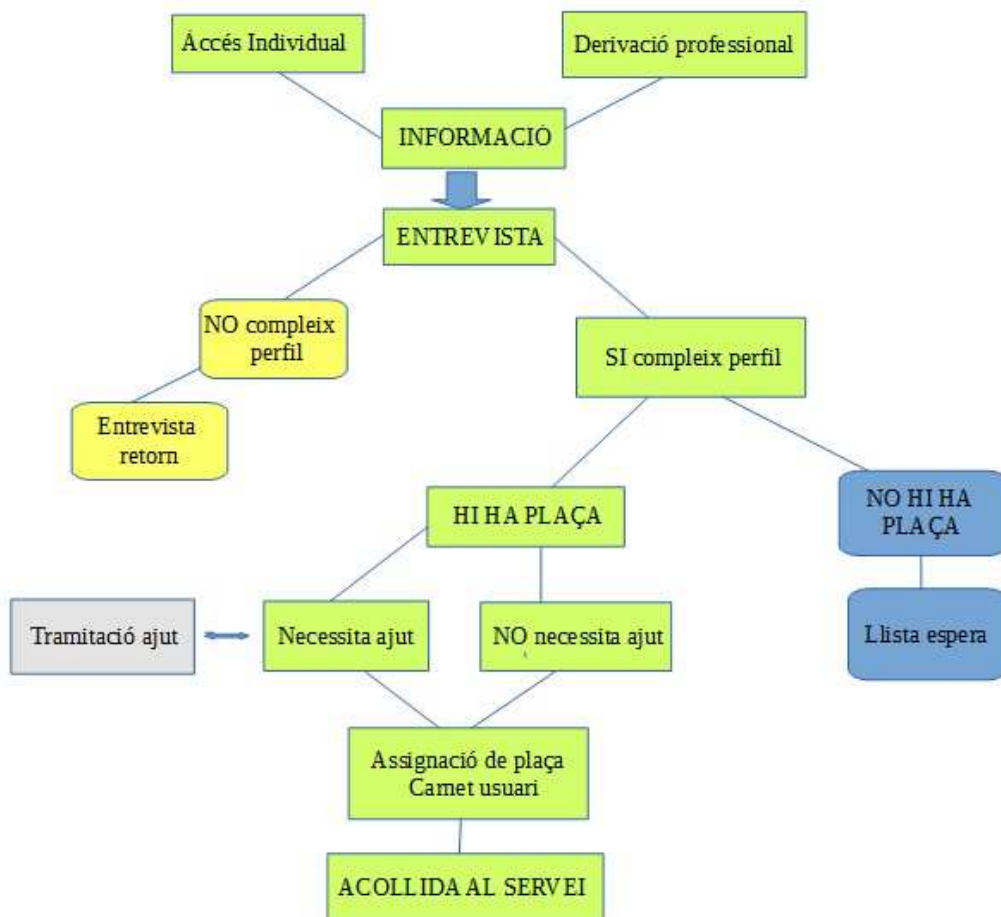 Accés Individual
Derivació professional
INFORMACIÓ
ENTREVISTA
NO compleix
perfil
SI compleix perfil
Entrevista
retorn
HI HA PLAÇA
NO HI HA
PLAÇA
Tramitació ajut
Necessita ajut
NO necessita ajut
Llista espera
Assignació de plaça
Carnet usuari
ACOLLIDA AL SERVEI